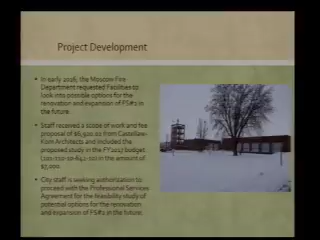 Project Development
• In early 2016, the Moscow Fire
Department requested Facilities to
look into possible options for the
renovation and expansion of FS#2 in
the future.
• Staff received a scope of work and fee
proposal of from Castellaw
Kom Architects and included the
proposed study in the FY2017 budget
in the amount of
• City staff is seeking authorization to
proceed with the Professional Services
Agreement for the feasibility study of
potential options for the renovation
and expansion of FS#2 in the future.